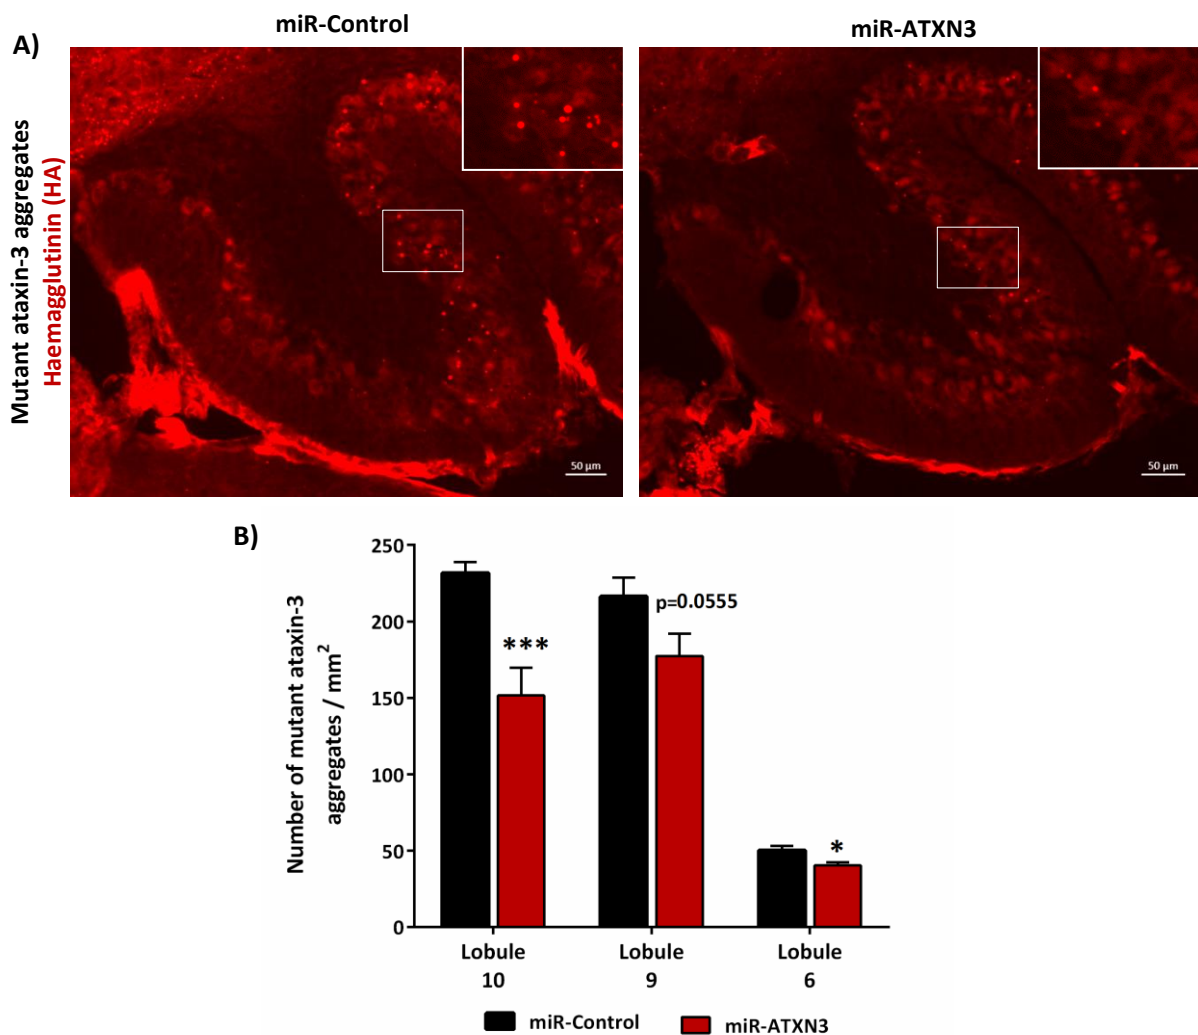 A)
miR-Control
miR-ATXN3
Mutant ataxin-3 aggregates
Haemagglutinin (HA)
50 µm
50 µm
B)
Number of mutant ataxin-3
aggregates / mm²
250
200
150
100
50
0
***
p=0.0555
*
Lobule
10
Lobule
9
Lobule
6
miR-Control
miR-ATXN3